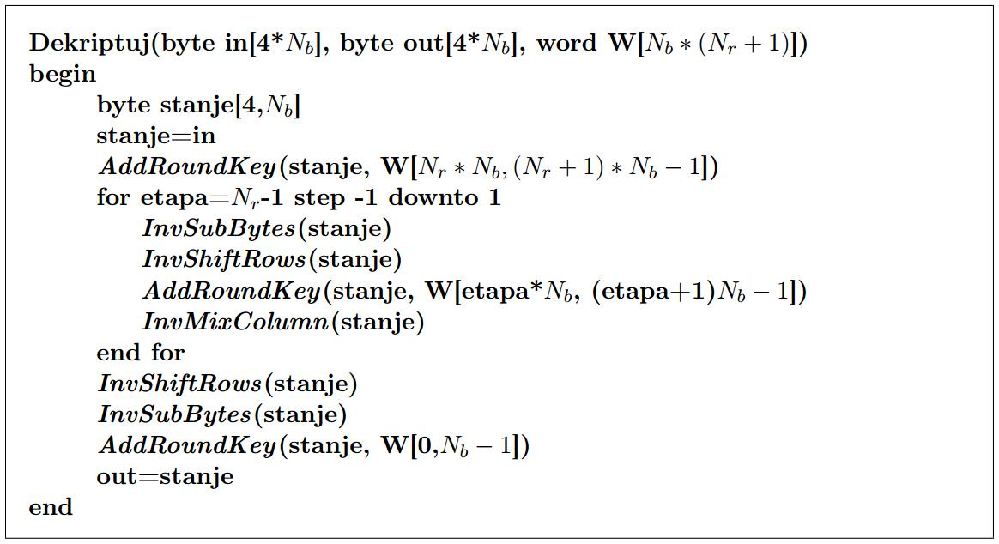 Dekriptuj(byte in[4*N_b], byte out[4*N_b], word W[N_b * (N_r + 1)])
begin
byte stanje[4,N_b]
stanje=in
AddRoundKey(stanje, W[N_r * N_b, (N_r + 1) * N_b − 1])
for etapa=N_r-1 step -1 downto 1
InvSubBytes(stanje)
InvShiftRows(stanje)
AddRoundKey(stanje, W[etapa*N_b, (etapa+1)N_b − 1])
InvMixColumn(stanje)
end for
InvShiftRows(stanje)
InvSubBytes(stanje)
AddRoundKey(stanje, W[0,N_b − 1])
out=stanje
end